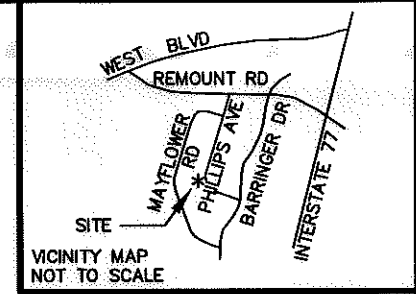 WEST BLVD
REMOUNT RD
MAYFLOWER RD
PHILLIPS AVE
BARRINGER DR
INTERSTATE 77
SITE
VICINITY MAP
NOT TO SCALE